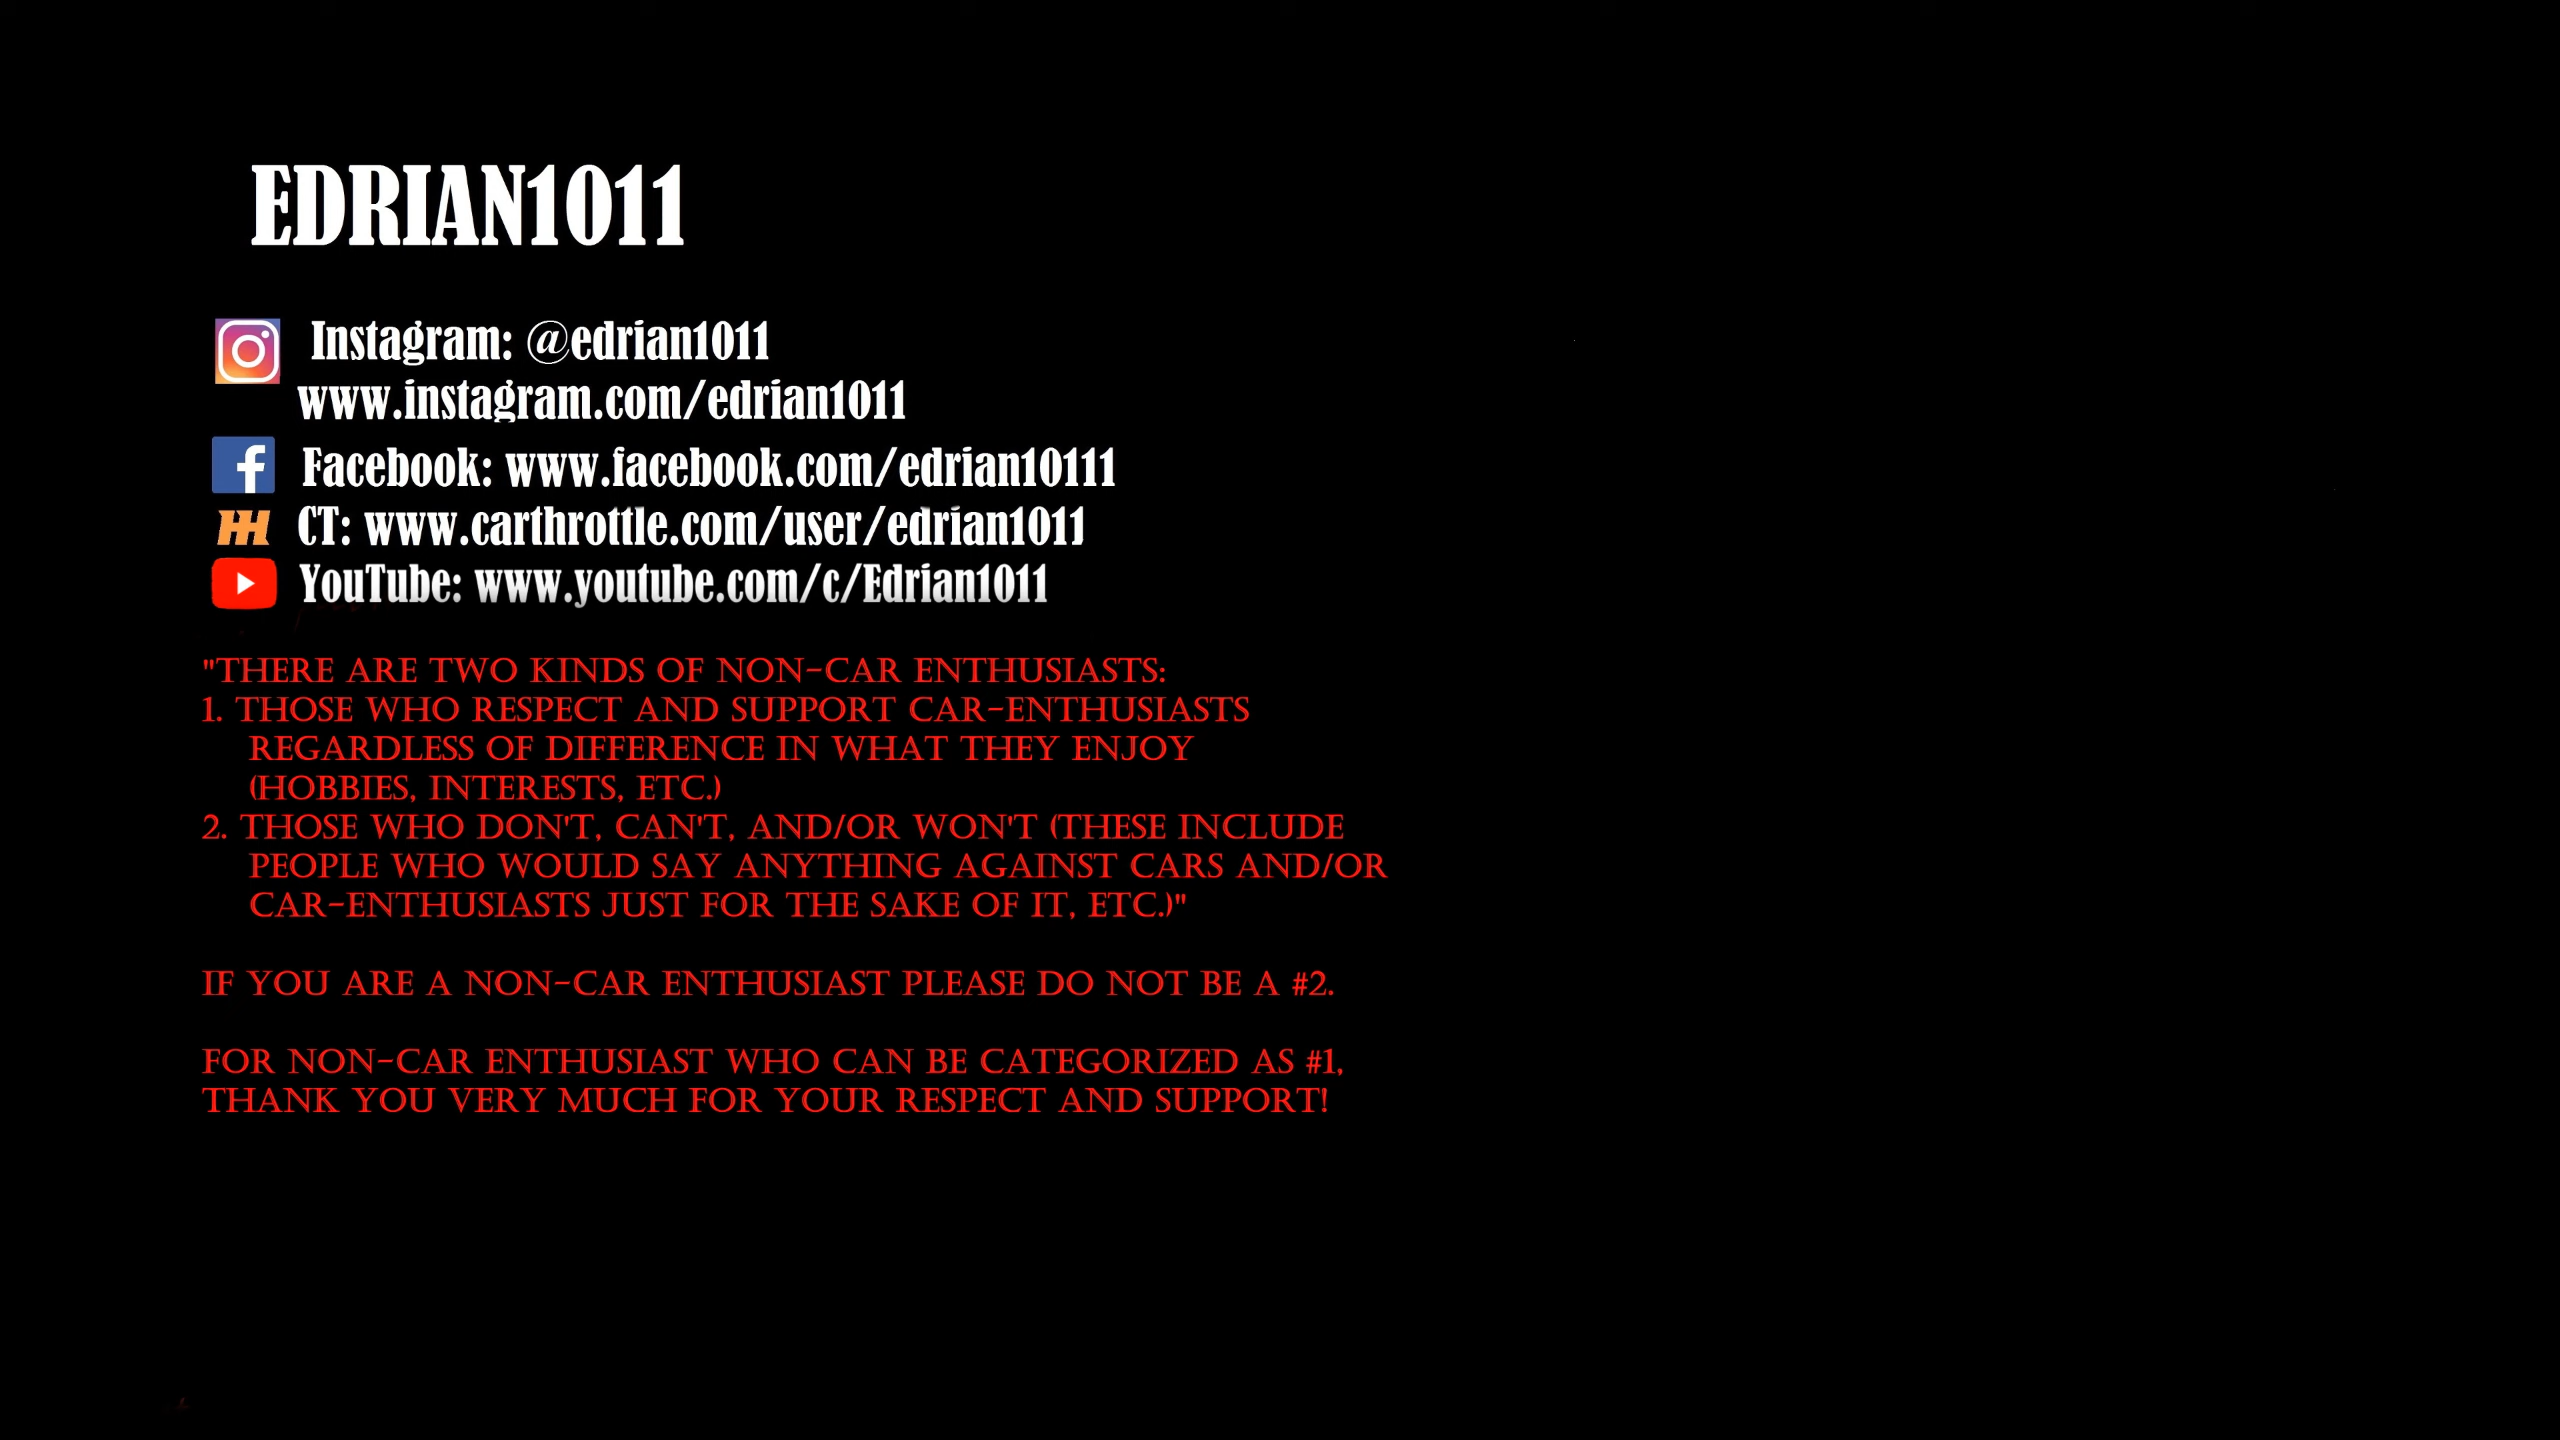 EDRIAN1011
Instagram: @edrian1011
www.instagram.com/edrian1011
Facebook: www.facebook.com/edrian10111
CT: www.carthrottle.com/user/edrian1011
YouTube: www.youtube.com/c/Edrian1011
"THERE ARE TWO KINDS OF NON-CAR ENTHUSIASTS:
1. THOSE WHO RESPECT AND SUPPORT CAR-ENTHUSIASTS
REGARDLESS OF DIFFERENCE IN WHAT THEY ENJOY
(HOBBIES, INTERESTS, ETC.)
2. THOSE WHO DON'T, CAN'T, AND/OR WON'T (THESE INCLUDE
PEOPLE WHO WOULD SAY ANYTHING AGAINST CARS AND/OR
CAR-ENTHUSIASTS JUST FOR THE SAKE OF IT, ETC.)"
IF YOU ARE A NON-CAR ENTHUSIAST PLEASE DO NOT BE A #2.
FOR NON-CAR ENTHUSIAST WHO CAN BE CATEGORIZED AS #1,
THANK YOU VERY MUCH FOR YOUR RESPECT AND SUPPORT!